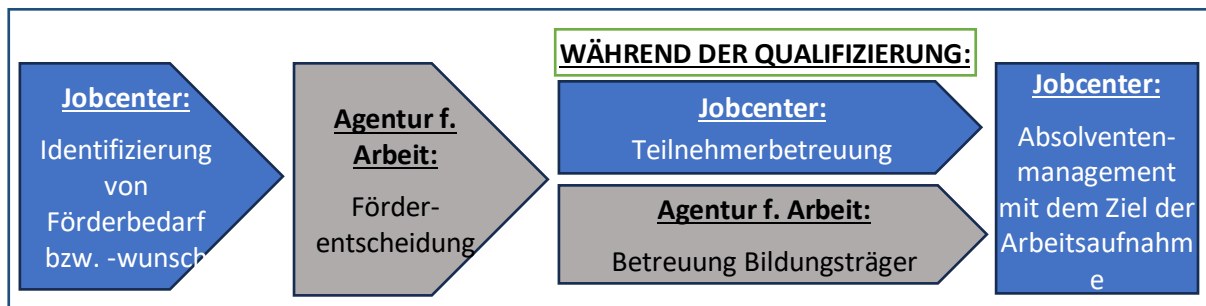 Jobcenter:
Identifizierung
von
Förderbedarf
bzw. -wunsch
Agentur f.
Arbeit:
Förder-
entscheidung
WÄHREND DER QUALIFIZIERUNG:
Jobcenter:
Teilnehmerbetreuung
Agentur f. Arbeit:
Betreuung Bildungsträger
Jobcenter:
Absolventen-
management
mit dem Ziel der
Arbeitsaufnahm
e